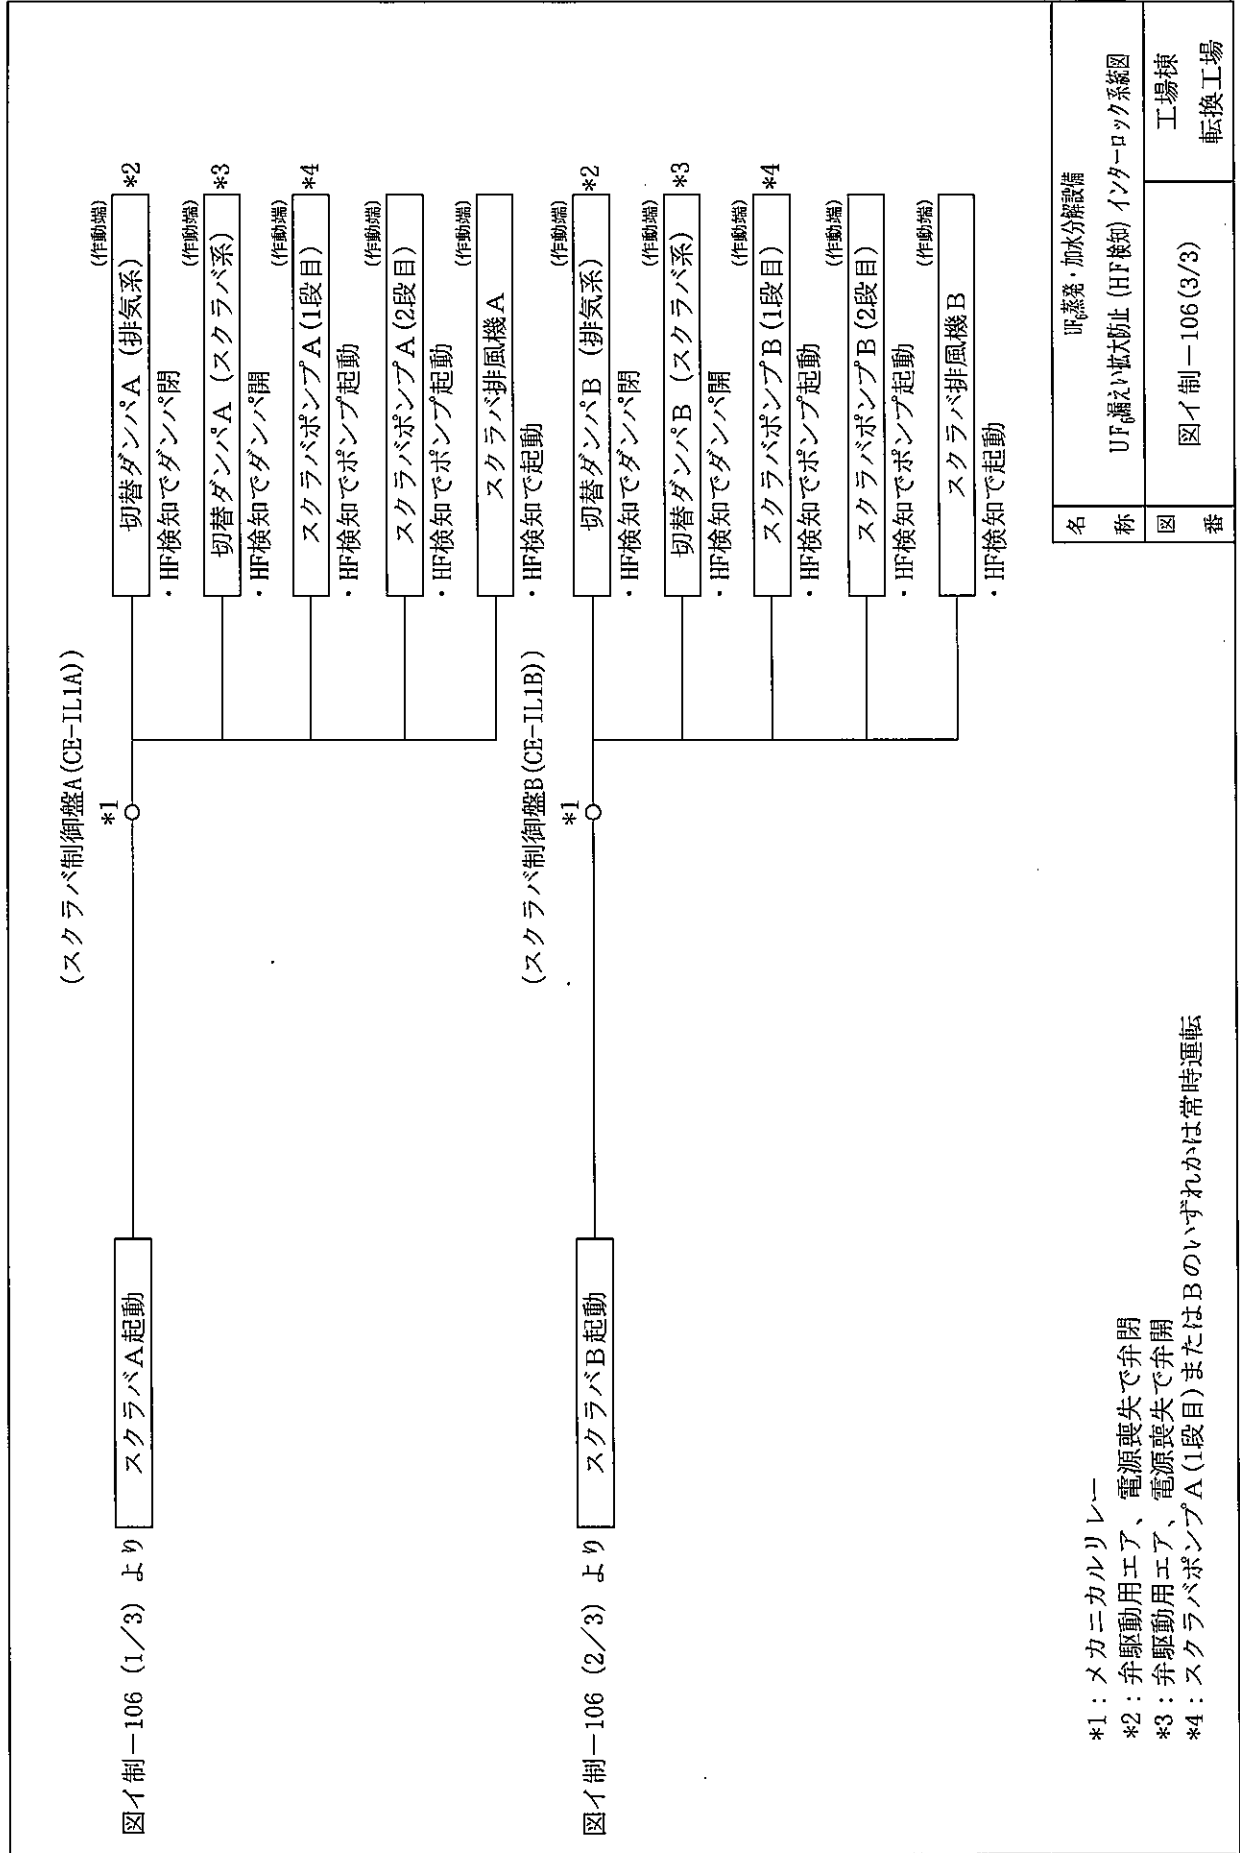 (スクラバ制御盤A(CE-IL1A))
図イ制－106 (1／3) より
スクラバA起動
*1
(作動端)
切替ダンパA (排気系)
*2
・HF検知でダンパ閉
(作動端)
切替ダンパA (スクラバ系)
*3
・HF検知でダンパ開
(作動端)
スクラバポンプA(1段目)
*4
・HF検知でポンプ起動
(作動端)
スクラバポンプA(2段目)
・HF検知でポンプ起動
(作動端)
スクラバ排風機A
・HF検知で起動
(スクラバ制御盤B(CE-IL1B))
図イ制－106 (2／3) より
スクラバB起動
*1
(作動端)
切替ダンパB (排気系)
*2
・HF検知でダンパ閉
(作動端)
切替ダンパB (スクラバ系)
*3
・HF検知でダンパ開
(作動端)
スクラバポンプB(1段目)
*4
・HF検知でポンプ起動
(作動端)
スクラバポンプB(2段目)
・HF検知でポンプ起動
(作動端)
スクラバ排風機B
・HF検知で起動
*1：メカニカルリレー
*2：弁駆動用エア、電源喪失で弁閉
*3：弁駆動用エア、電源喪失で弁開
*4：スクラバポンプA(1段目)またはBのいずれかは常時運転
名称
UF₆蒸発・加水分解設備
UF₆漏えい拡大防止 (HF検知) インターロック系統図
図番
図イ制－106(3/3)
工場棟
転換工場